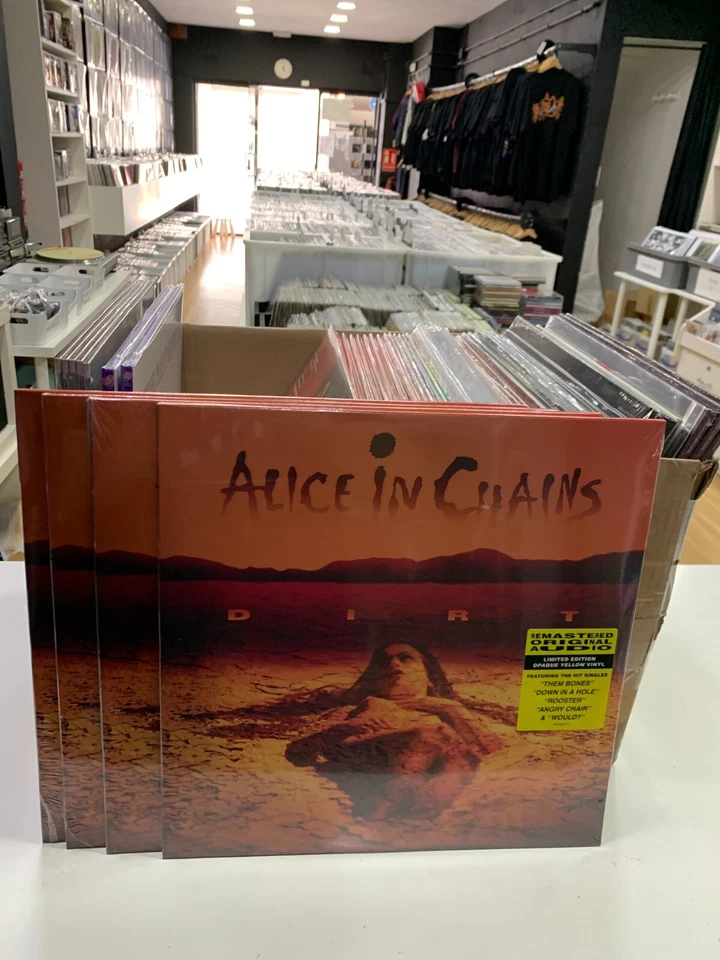 ALICE IN CHAINS
DIRT
REMASTERED
ORIGINAL
AUDIO
LIMITED EDITION
OPAQUE YELLOW VINYL
FEATURING THE HIT SINGLES
"THEM BONES"
"DOWN IN A HOLE"
"ROOSTER"
"ANGRY CHAIR"
& "WOULD?"